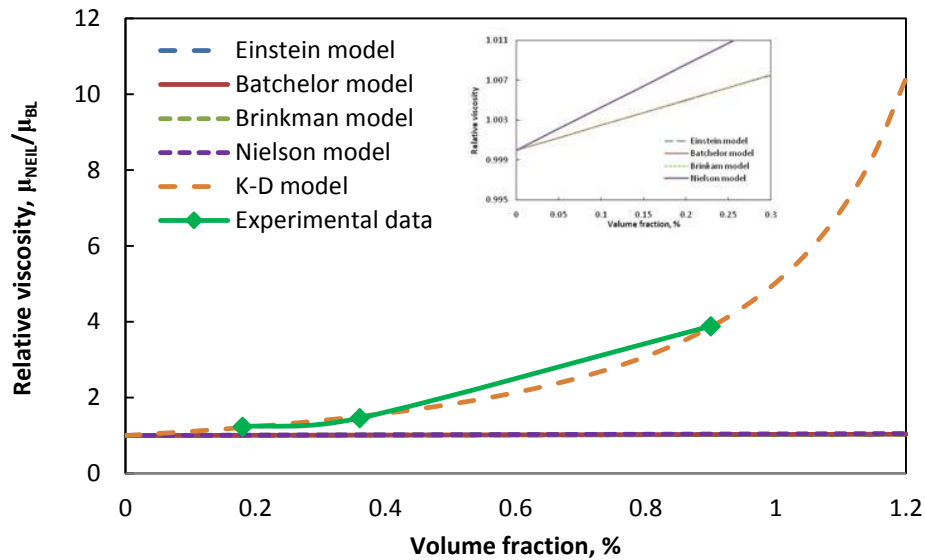 12
10
8
6
4
2
0
Relative viscosity, μNEIL/μBL
Einstein model
Batchelor model
Brinkman model
Nielson model
K-D model
Experimental data
1.011
1.007
1.003
0.999
0.995
Relative viscosity
Einstein model
Batchelor model
Brinkam model
Nielson model
0 0.05 0.1 0.15 0.2 0.25 0.3
Valume fraction, %
0 0.2 0.4 0.6 0.8 1 1.2
Volume fraction, %